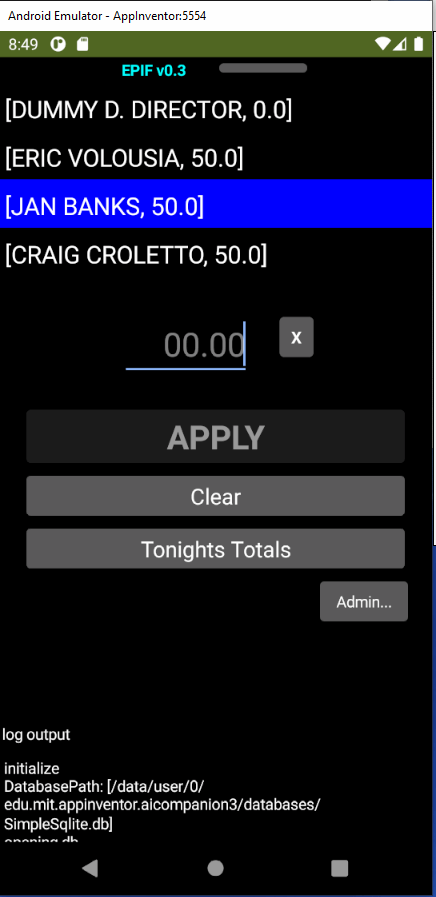 Android Emulator - AppInventor:5554
8:49
EPIF v0.3
[DUMMY D. DIRECTOR, 0.0]
[ERIC VOLOUSIA, 50.0]
[JAN BANKS, 50.0]
[CRAIG CROLETTO, 50.0]
00.00
X
APPLY
Clear
Tonights Totals
Admin...
log output
initialize
DatabasePath: [/data/user/0/
edu.mit.appinventor.aicompanion3/databases/
SimpleSqlite.db]
opening db